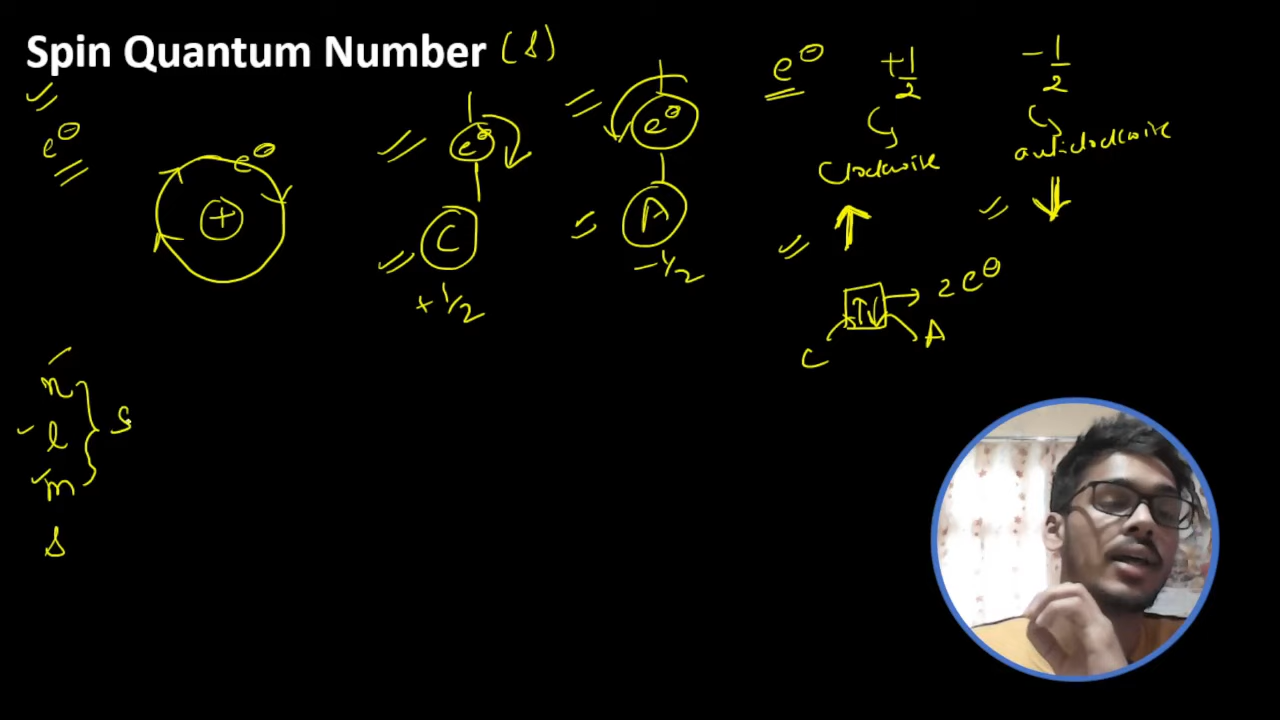 Spin Quantum Number (s)
e⊖
e⊖
+
e⊖
C
+1/2
e⊖
A
-1/2
e⊖ +1/2 -1/2
Clockwise anticlockwise
↑ ↓
↑↓ → 2e⊖
C A
n
l
m
} S
s